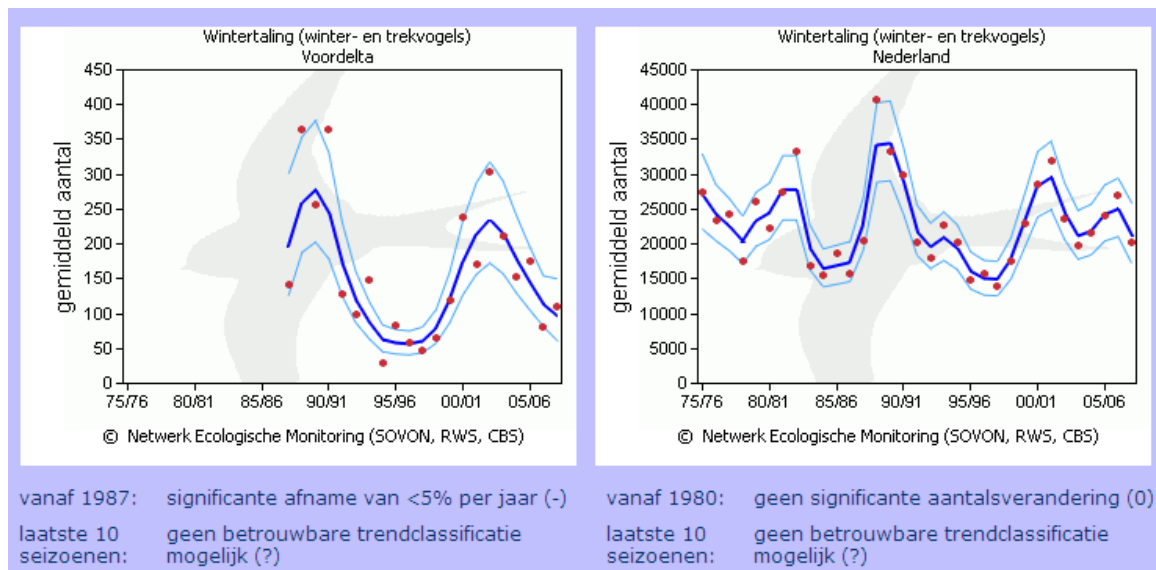 Wintertaling (winter- en trekvogels)
Voordelta
450
400
350
300
250
200
150
100
50
0
gemiddeld aantal
75/76 80/81 85/86 90/91 95/96 00/01 05/06
© Netwerk Ecologische Monitoring (SOVON, RWS, CBS)
vanaf 1987: significante afname van <5% per jaar (-)
laatste 10 geen betrouwbare trendclassificatie
seizoenen: mogelijk (?)
Wintertaling (winter- en trekvogels)
Nederland
45000
40000
35000
30000
25000
20000
15000
10000
5000
0
gemiddeld aantal
75/76 80/81 85/86 90/91 95/96 00/01 05/06
© Netwerk Ecologische Monitoring (SOVON, RWS, CBS)
vanaf 1980: geen significante aantalsverandering (0)
laatste 10 geen betrouwbare trendclassificatie
seizoenen: mogelijk (?)